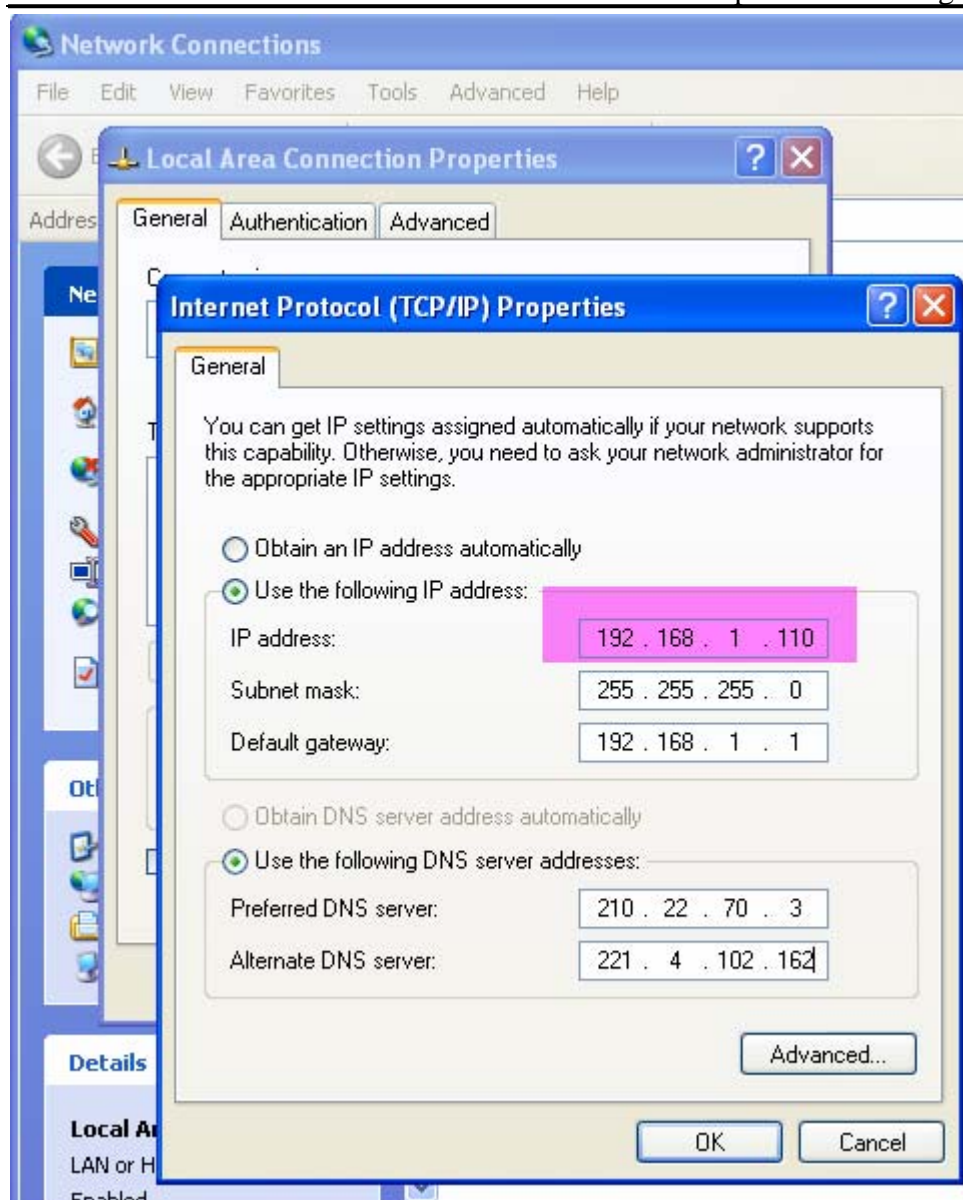 Network Connections
File Edit View Favorites Tools Advanced Help
Local Area Connection Properties
Addres
General Authentication Advanced
Ne
Internet Protocol (TCP/IP) Properties
General
You can get IP settings assigned automatically if your network supports
this capability. Otherwise, you need to ask your network administrator for
the appropriate IP settings.
Obtain an IP address automatically
Use the following IP address:
IP address: 192 . 168 . 1 . 110
Subnet mask: 255 . 255 . 255 . 0
Default gateway: 192 . 168 . 1 . 1
Obtain DNS server address automatically
Use the following DNS server addresses:
Preferred DNS server: 210 . 22 . 70 . 3
Alternate DNS server: 221 . 4 . 102 . 162
Advanced...
Details
Local Ar
LAN or H
Enabled
OK Cancel